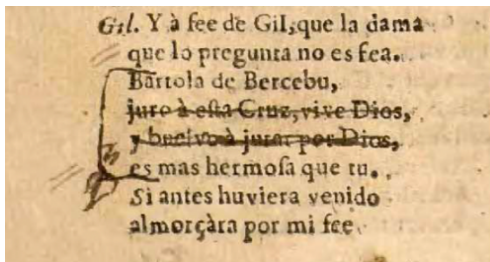 Gil. Y à fee de Gil, que la dama
que lo pregunta no es fea.
Bartola de Bercebu,
juro à eſta Cruz, vive Dios,
y buelvo à jurar por Dios,
es mas hermoſa que tu.
Si antes huviera venido
almorçàra por mi fee